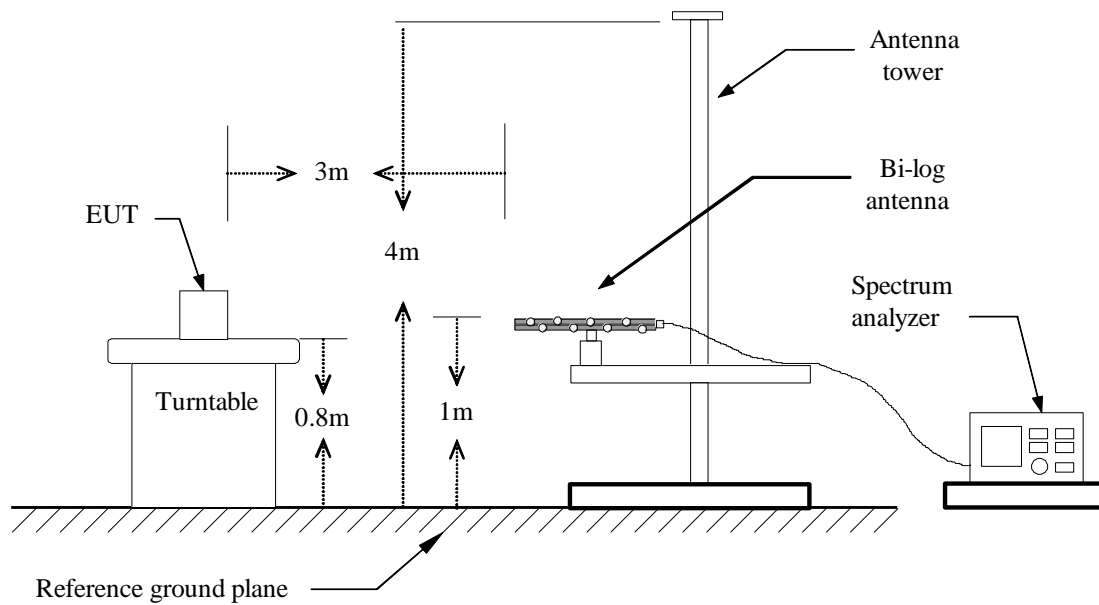 Antenna
tower
3m
Bi-log
antenna
EUT
4m
Spectrum
analyzer
Turntable
0.8m
1m
Reference ground plane